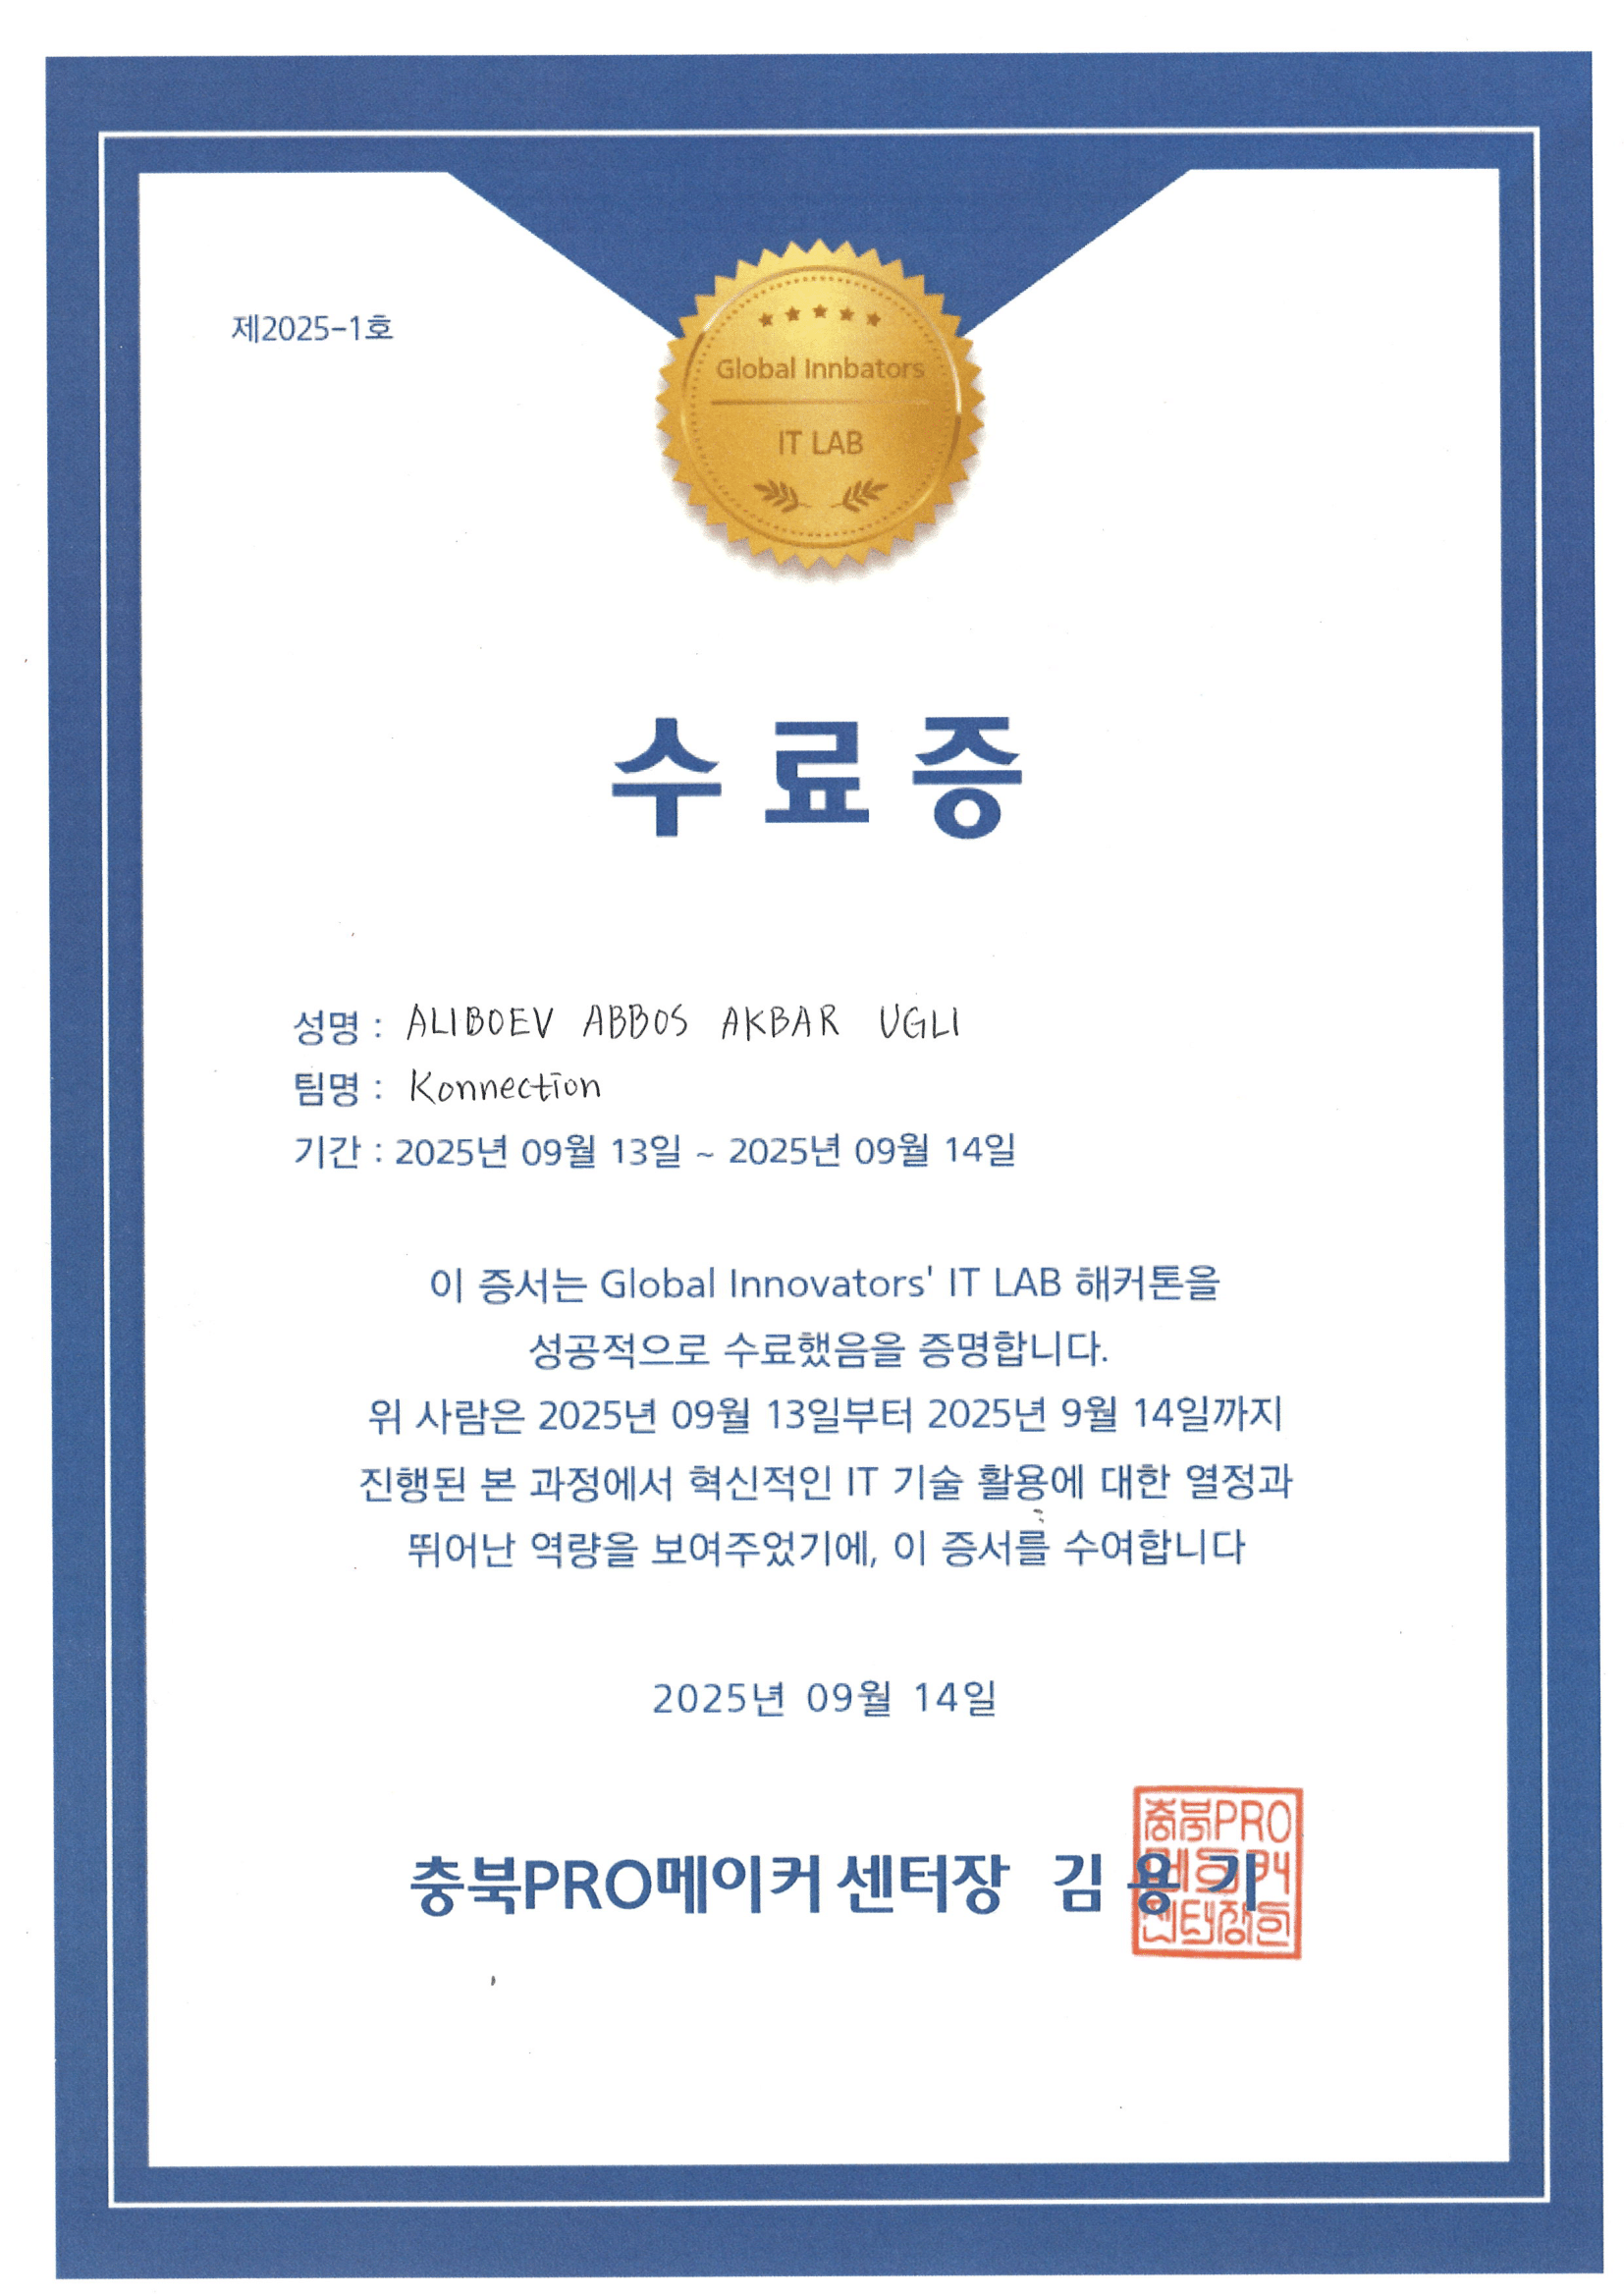 제2025-1호
Global Innbators
IT LAB
수료증
성명 : ALIBOEV ABBOS AKBAR UGLI
팀명 : Konnection
기간 : 2025년 09월 13일 ~ 2025년 09월 14일
이 증서는 Global Innovators' IT LAB 해커톤을
성공적으로 수료했음을 증명합니다.
위 사람은 2025년 09월 13일부터 2025년 9월 14일까지
진행된 본 과정에서 혁신적인 IT 기술 활용에 대한 열정과
뛰어난 역량을 보여주었기에, 이 증서를 수여합니다
2025년 09월 14일
충북PRO메이커센터장 김용기
충북PRO
메이커
센터장인